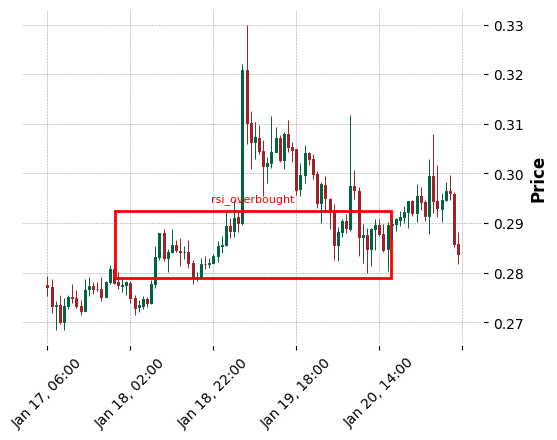 0.33
0.32
0.31
0.30
0.29
0.28
0.27
Price
rsi_overbought
Jan 17, 06:00
Jan 18, 02:00
Jan 18, 22:00
Jan 19, 18:00
Jan 20, 14:00